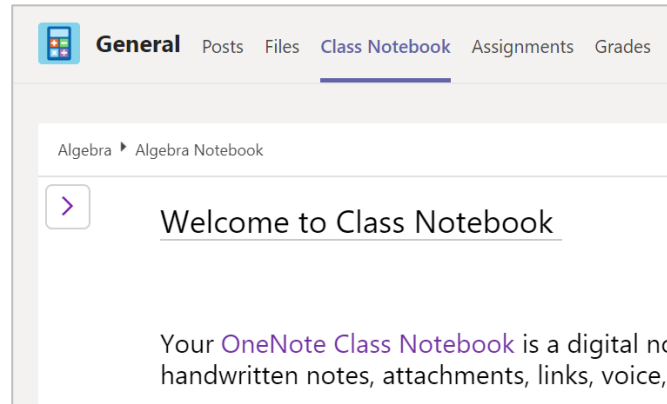 General Posts Files Class Notebook Assignments Grades
Algebra Algebra Notebook
Welcome to Class Notebook
Your OneNote Class Notebook is a digital
handwritten notes, attachments, links, voice,